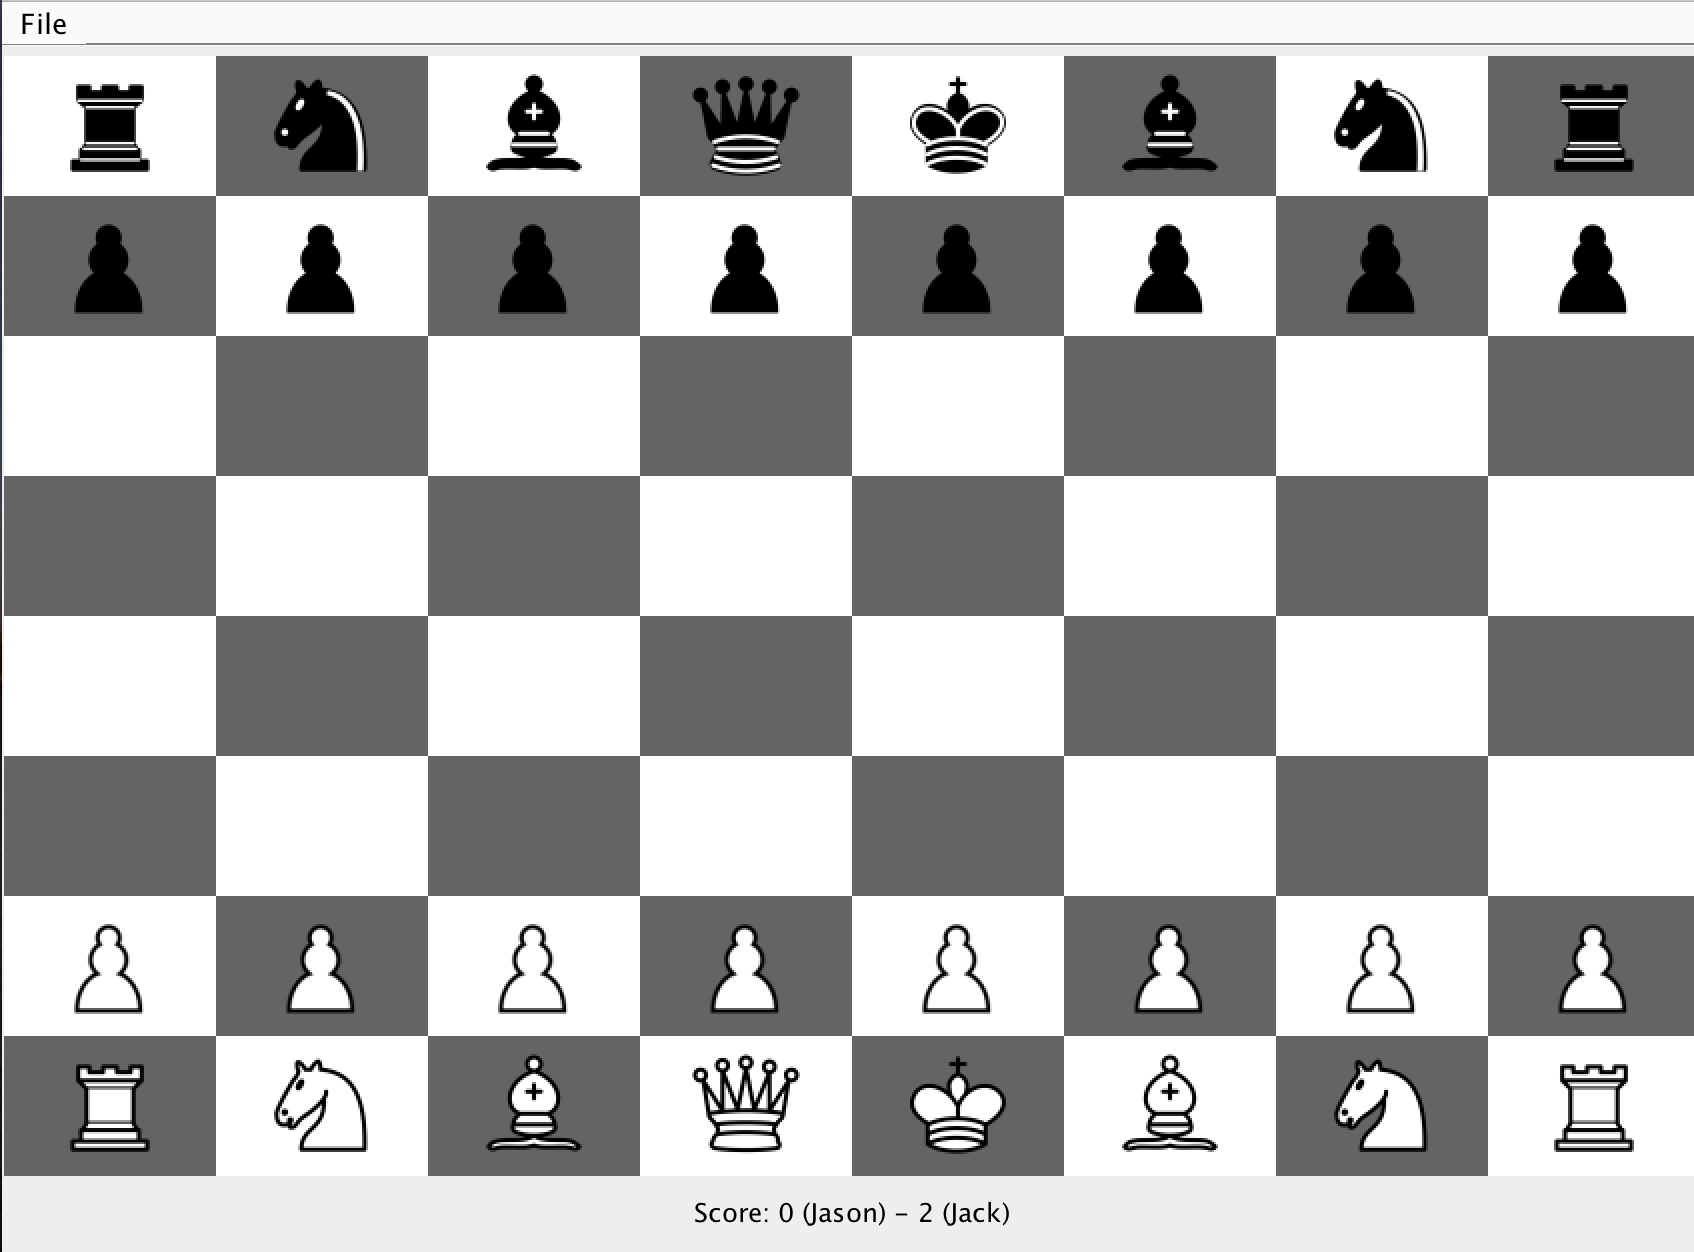 File
Score: 0 (Jason) – 2 (Jack)